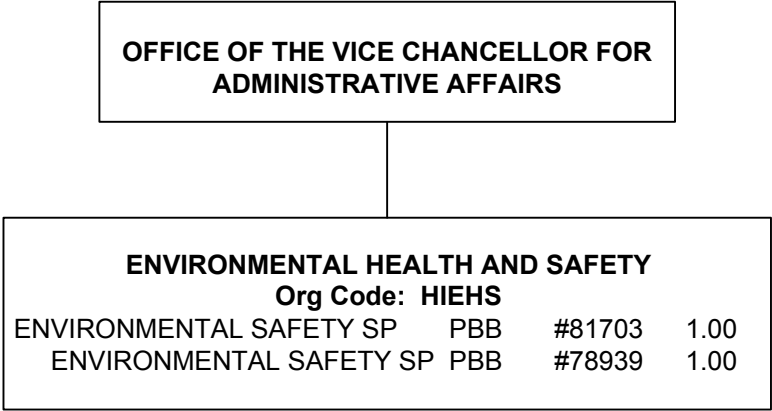 OFFICE OF THE VICE CHANCELLOR FOR
ADMINISTRATIVE AFFAIRS
ENVIRONMENTAL HEALTH AND SAFETY
Org Code: HIEHS
ENVIRONMENTAL SAFETY SP PBB #81703 1.00
ENVIRONMENTAL SAFETY SP PBB #78939 1.00